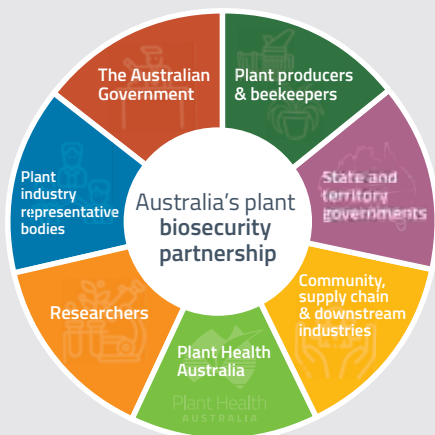 The Australian
Government
Plant producers
& beekeepers
State and
territory
governments
Community,
supply chain
& downstream
industries
Plant Health
Australia
Plant Health
AUSTRALIA
Researchers
Plant
industry
representative
bodies
Australia's plant
biosecurity
partnership